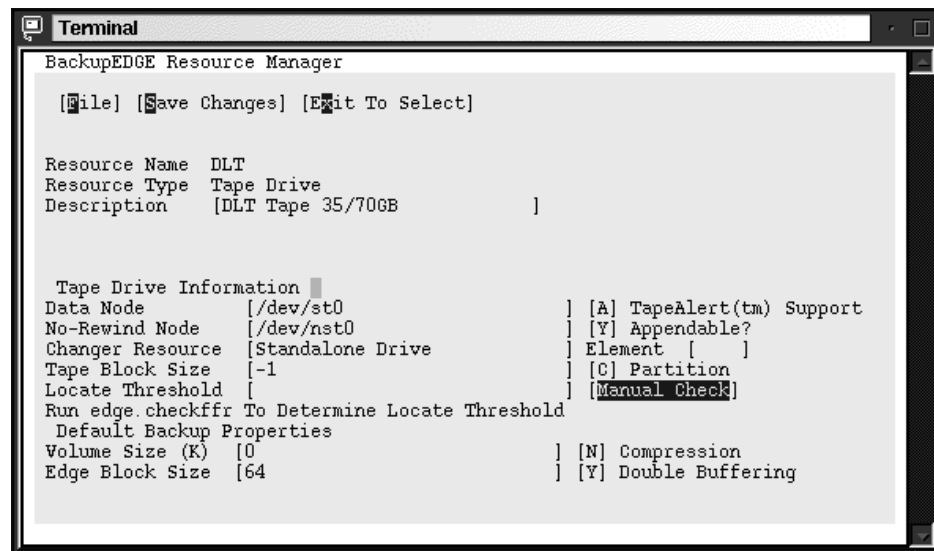 Terminal
BackupEDGE Resource Manager
[File] [Save Changes] [Exit To Select]
Resource Name DLT
Resource Type Tape Drive
Description [DLT Tape 35/70GB ]
Tape Drive Information
Data Node [/dev/st0 ] [A] TapeAlert(tm) Support
No-Rewind Node [/dev/nst0 ] [Y] Appendable?
Changer Resource [Standalone Drive ] Element [ ]
Tape Block Size [-1 ] [C] Partition
Locate Threshold [ ] [Manual Check]
Run edge.checkffr To Determine Locate Threshold
Default Backup Properties
Volume Size (K) [0 ] [N] Compression
Edge Block Size [64 ] [Y] Double Buffering